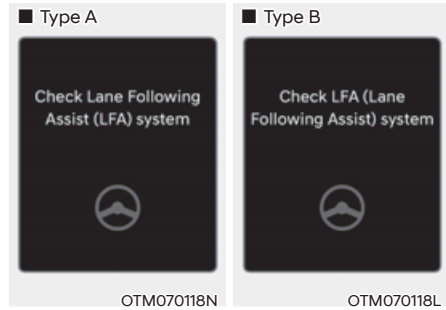 ■ Type A
Check Lane Following
Assist (LFA) system
OTM070118N
■ Type B
Check LFA (Lane
Following Assist) system
OTM070118L